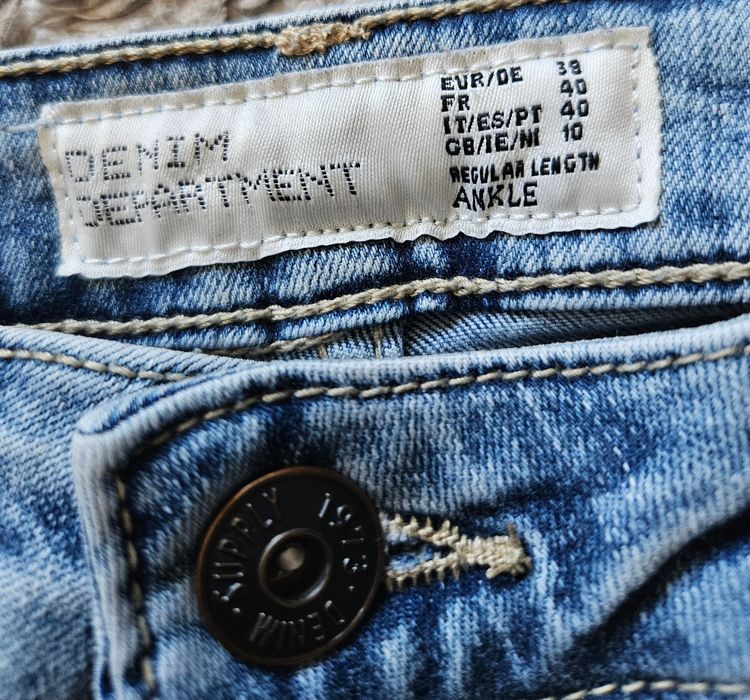 DENIM
DEPARTMENT
EUR/DE 38
FR 40
IT/ES/PT 40
GB/IE/NI 10
REGULAR LENGTH
ANKLE
SUPPLY 1973 · DENIM ·